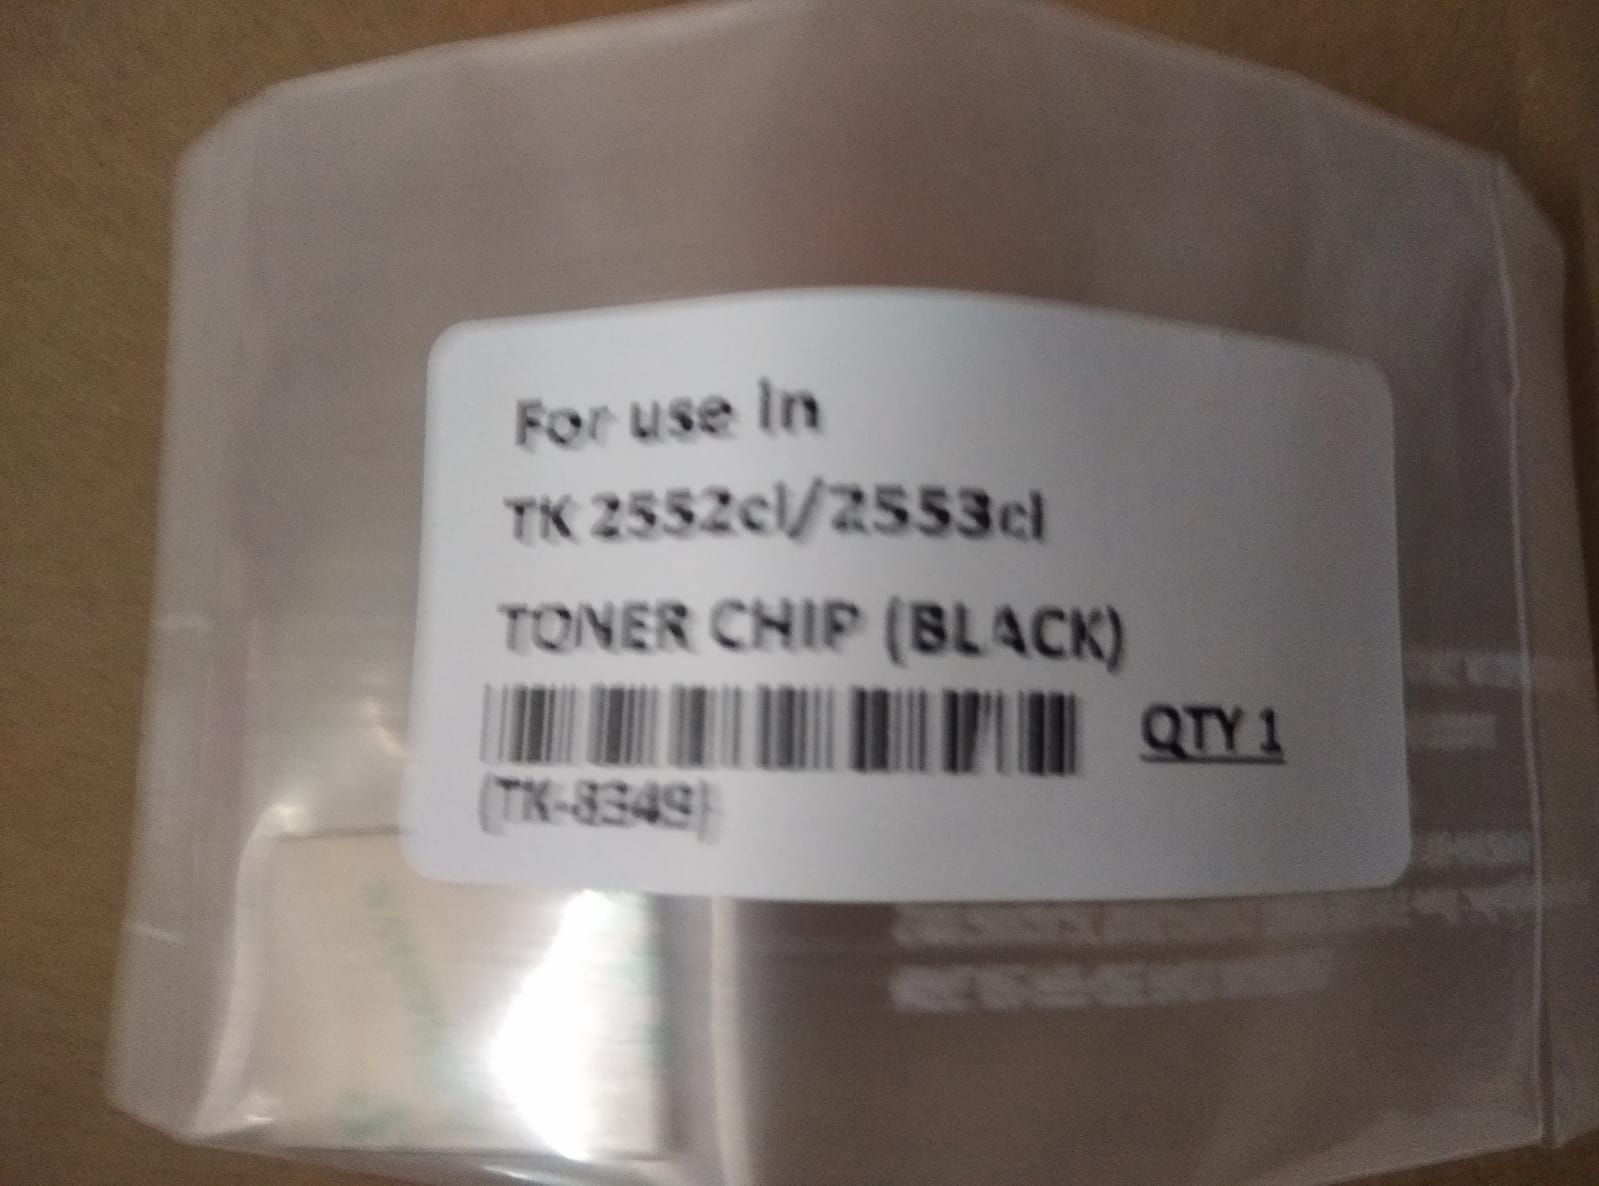 For use in
TK 2552ci/2553ci
TONER CHIP (BLACK)
QTY 1
(TK-8349)